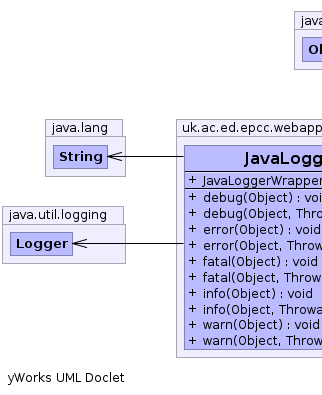 java
Ob
java.lang
String
uk.ac.ed.epcc.webapp
JavaLogg
+ JavaLoggerWrapper
+ debug(Object) : voi
+ debug(Object, Thro
+ error(Object) : void
+ error(Object, Throw
+ fatal(Object) : void
+ fatal(Object, Throw
+ info(Object) : void
+ info(Object, Throwa
+ warn(Object) : void
+ warn(Object, Throw
java.util.logging
Logger
yWorks UML Doclet